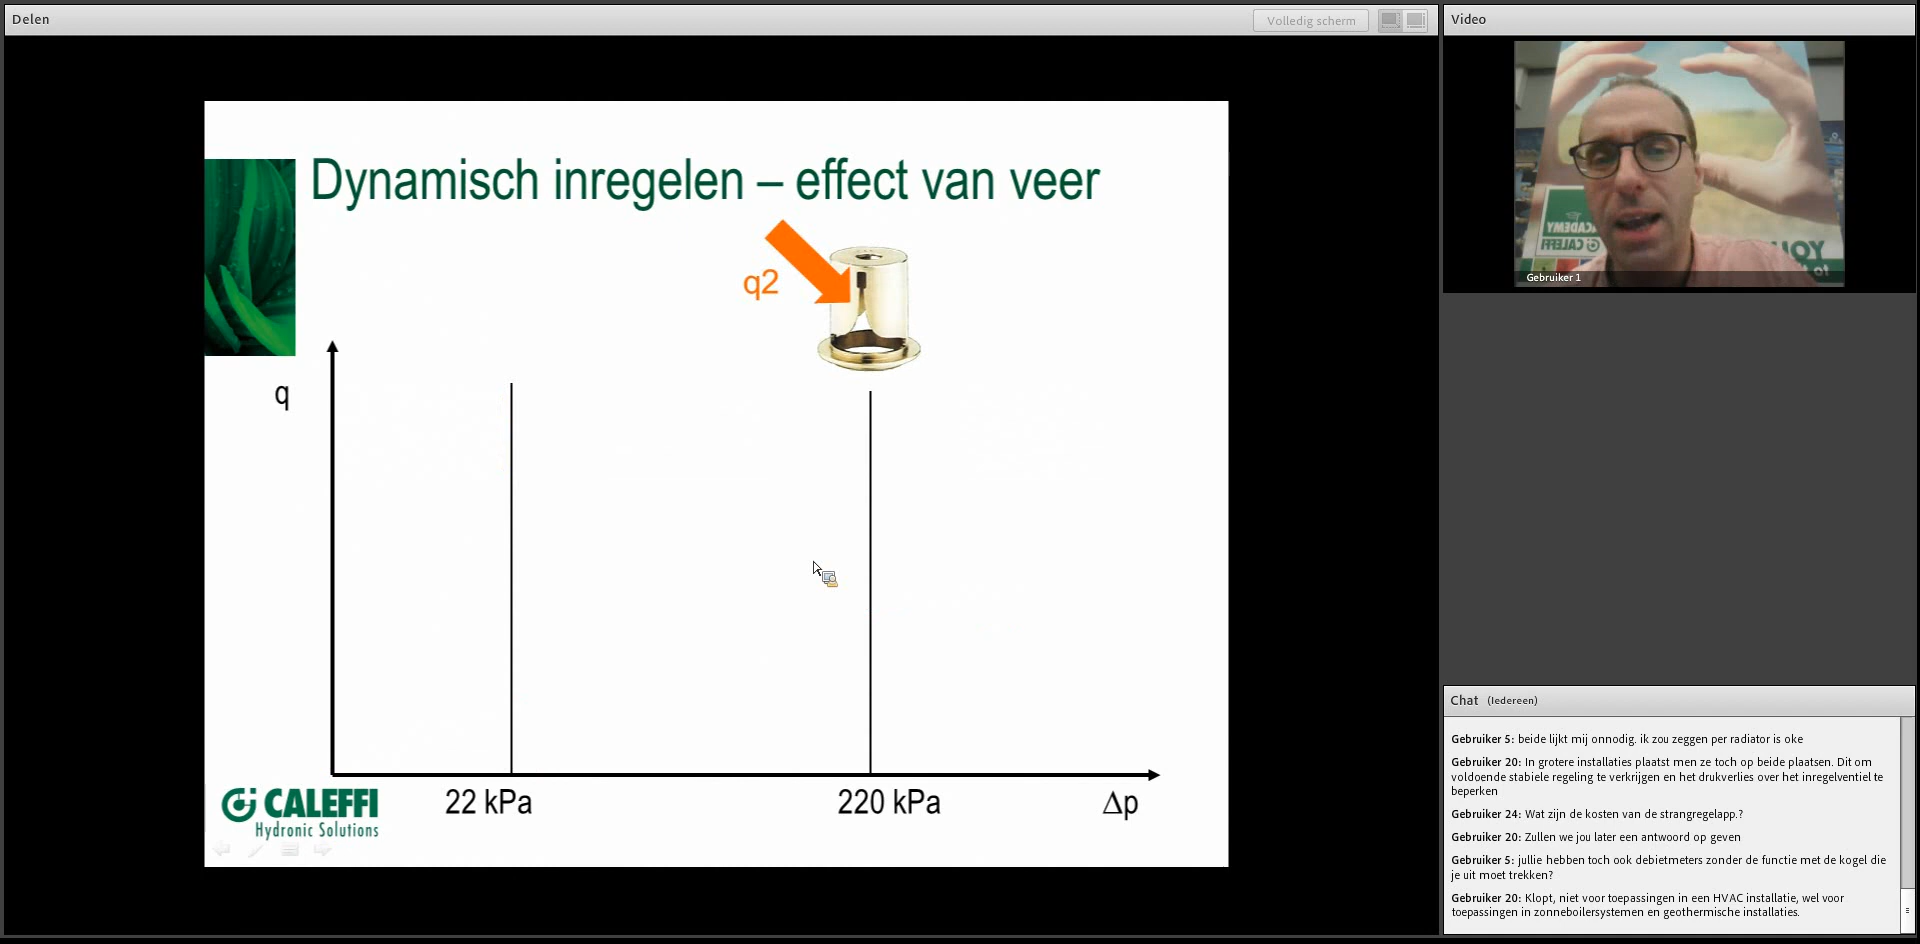 Delen
Volledig scherm
Dynamisch inregelen – effect van veer
q2
q
22 kPa
220 kPa
Δp
CALEFFI
Hydronic Solutions
Video
ACADEMY
CALEFFI
YOU
to
Gebruiker 1
Chat (Iedereen)
Gebruiker 5: beide lijkt mij onnodig. ik zou zeggen per radiator is oke
Gebruiker 20: In grotere installaties plaatst men ze toch op beide plaatsen. Dit om
voldoende stabiele regeling te verkrijgen en het drukverlies over het inregelventiel te
beperken
Gebruiker 24: Wat zijn de kosten van de strangregelapp.?
Gebruiker 20: Zullen we jou later een antwoord op geven
Gebruiker 5: jullie hebben toch ook debietmeters zonder de functie met de kogel die
je uit moet trekken?
Gebruiker 20: Klopt, niet voor toepassingen in een HVAC installatie, wel voor
toepassingen in zonneboilersystemen en geothermische installaties.